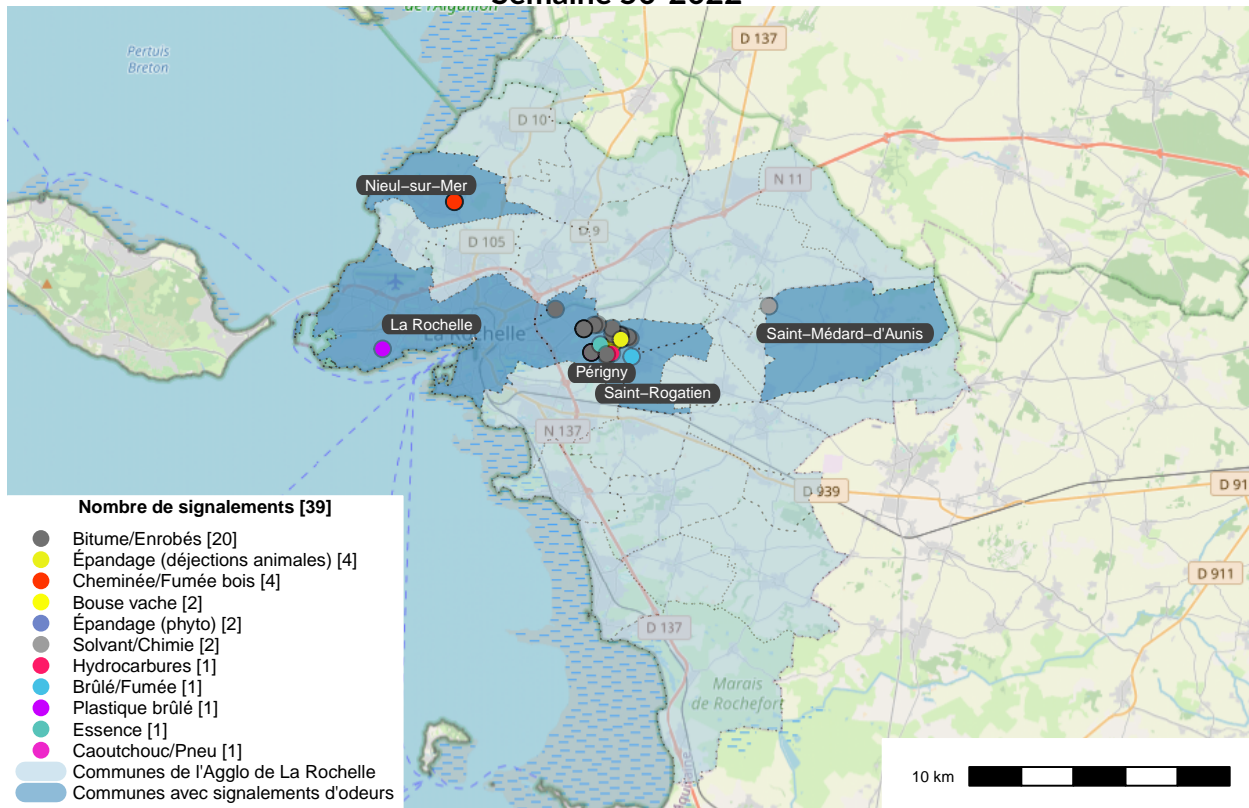 Pertuis
Breton
D 137
D 10
Nieul–sur–Mer
N 11
D 9
D 105
La Rochelle
La Rochelle
Saint–Médard–d'Aunis
Périgny
Saint–Rogatien
N 137
D 939
D 91
D 911
D 137
Marais
de Rochefort
Nombre de signalements [39]
Bitume/Enrobés [20]
Épandage (déjections animales) [4]
Cheminée/Fumée bois [4]
Bouse vache [2]
Épandage (phyto) [2]
Solvant/Chimie [2]
Hydrocarbures [1]
Brûlé/Fumée [1]
Plastique brûlé [1]
Essence [1]
Caoutchouc/Pneu [1]
Communes de l'Agglo de La Rochelle
Communes avec signalements d'odeurs
10 km